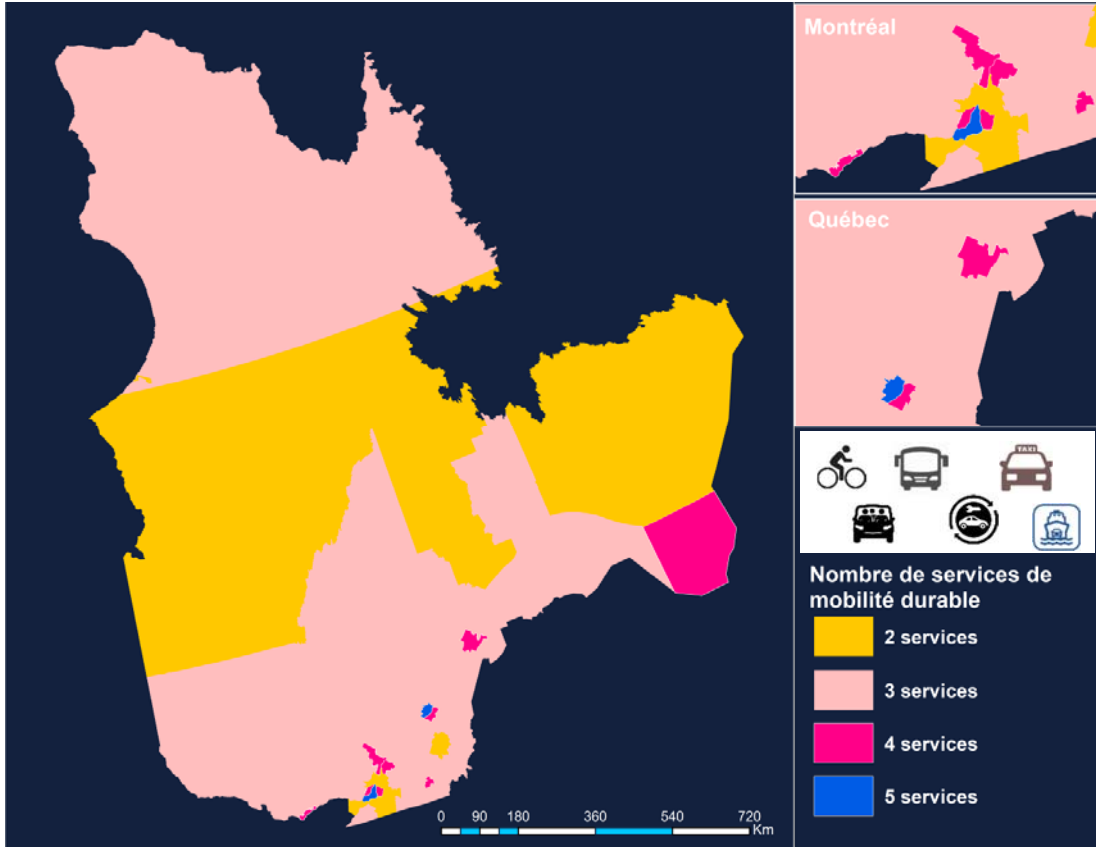 Montréal
Québec
TAXI
Nombre de services de
mobilité durable
2 services
3 services
4 services
5 services
0 90 180 360 540 720
Km